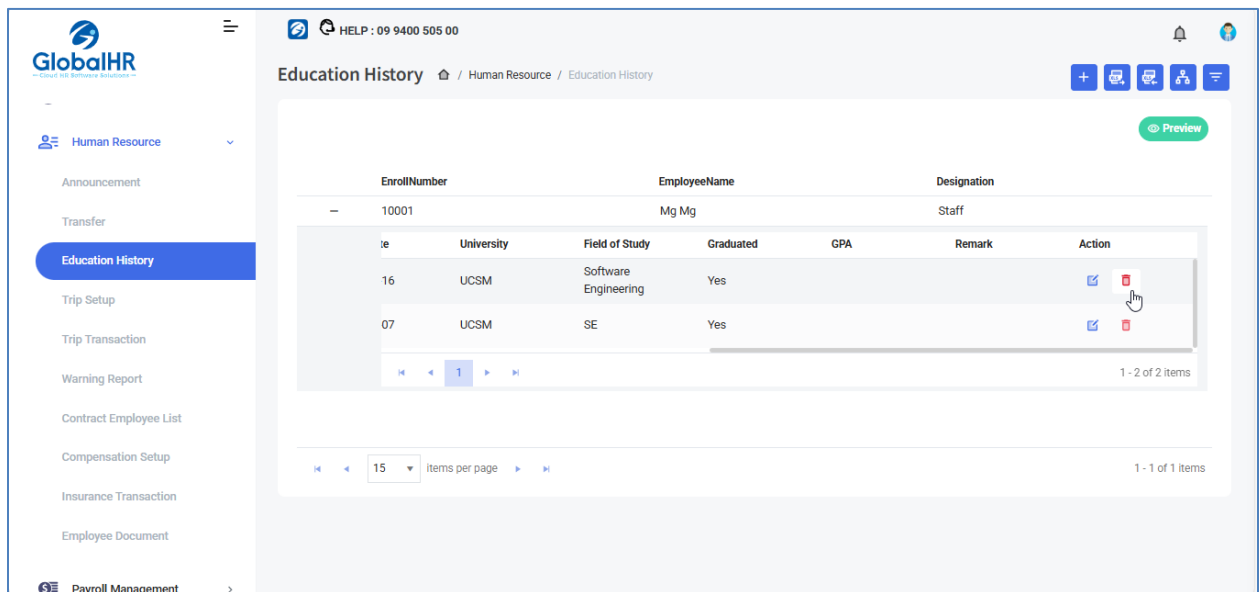 HELP : 09 9400 505 00
GlobalHR
Cloud HR Software Solutions
Education History / Human Resource / Education History
Human Resource
Announcement
Transfer
Education History
Trip Setup
Trip Transaction
Warning Report
Contract Employee List
Compensation Setup
Insurance Transaction
Employee Document
Payroll Management
Preview
EnrollNumber EmployeeName Designation
10001 Mg Mg Staff
te University Field of Study Graduated GPA Remark Action
16 UCSM Software Engineering Yes
07 UCSM SE Yes
1 1 - 2 of 2 items
15 items per page 1 - 1 of 1 items